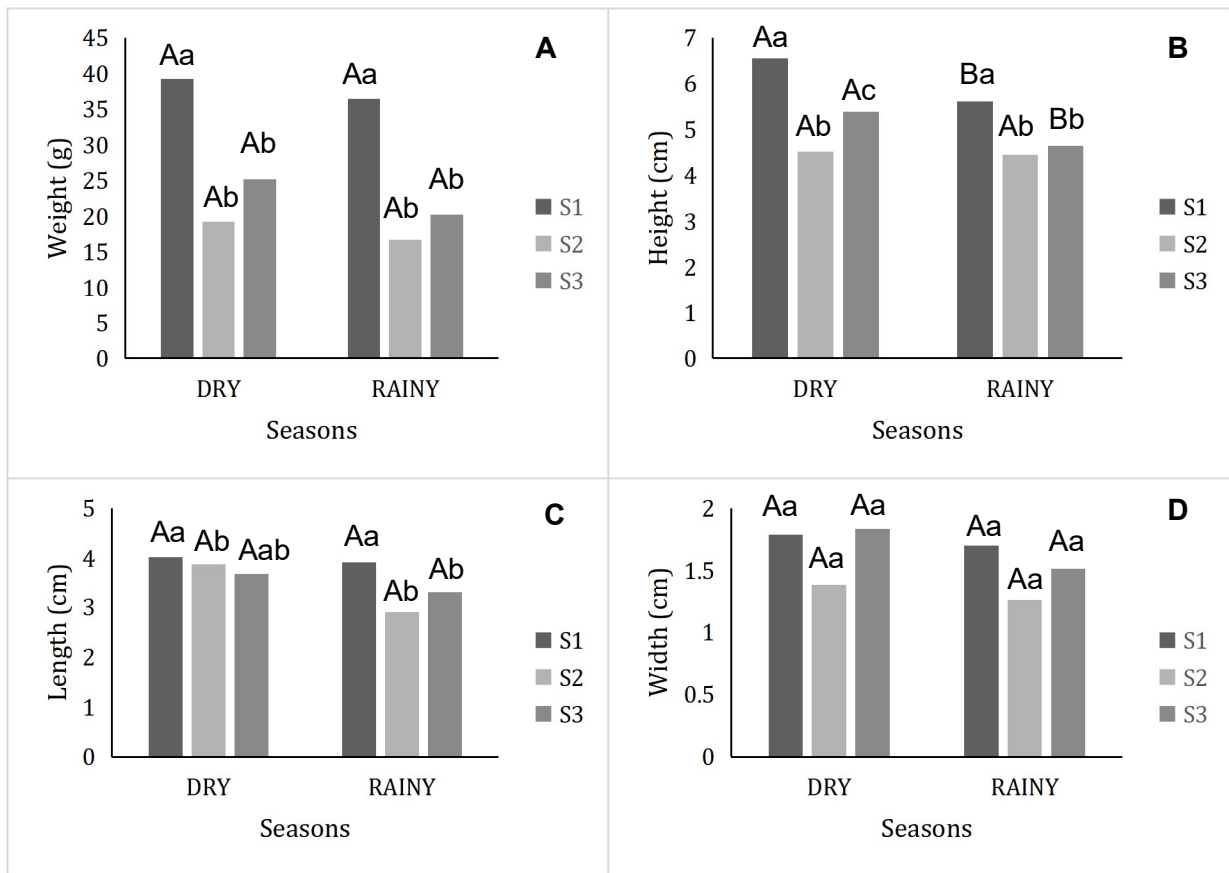 A
Weight (g)
45
40
35
30
25
20
15
10
5
0
Aa
Ab
Ab
Aa
Ab
Ab
DRY
RAINY
Seasons
S1
S2
S3
B
Height (cm)
7
6
5
4
3
2
1
0
Aa
Ab
Ac
Ba
Ab
Bb
DRY
RAINY
Seasons
S1
S2
S3
C
Length (cm)
5
4
3
2
1
0
Aa
Ab
Aab
Aa
Ab
Ab
DRY
RAINY
Seasons
S1
S2
S3
D
Width (cm)
2
1.5
1
0.5
0
Aa
Aa
Aa
Aa
Aa
Aa
DRY
RAINY
Seasons
S1
S2
S3